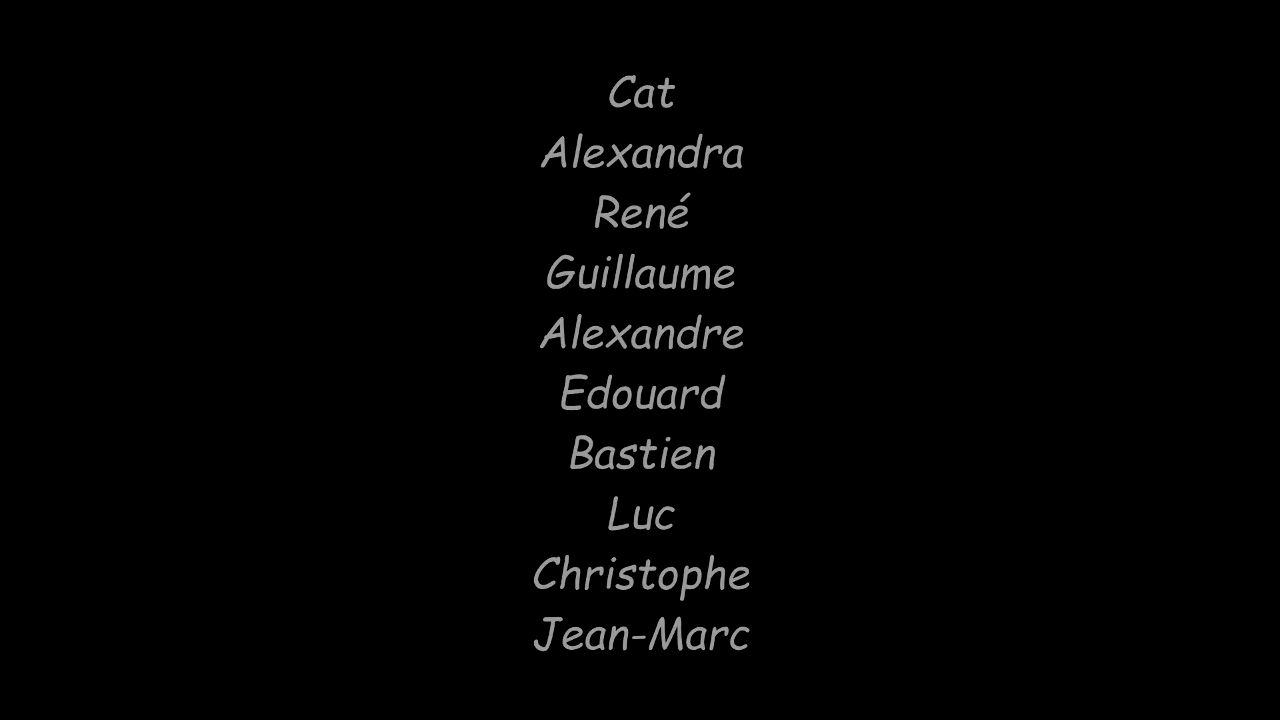 Cat
Alexandra
René
Guillaume
Alexandre
Edouard
Bastien
Luc
Christophe
Jean-Marc